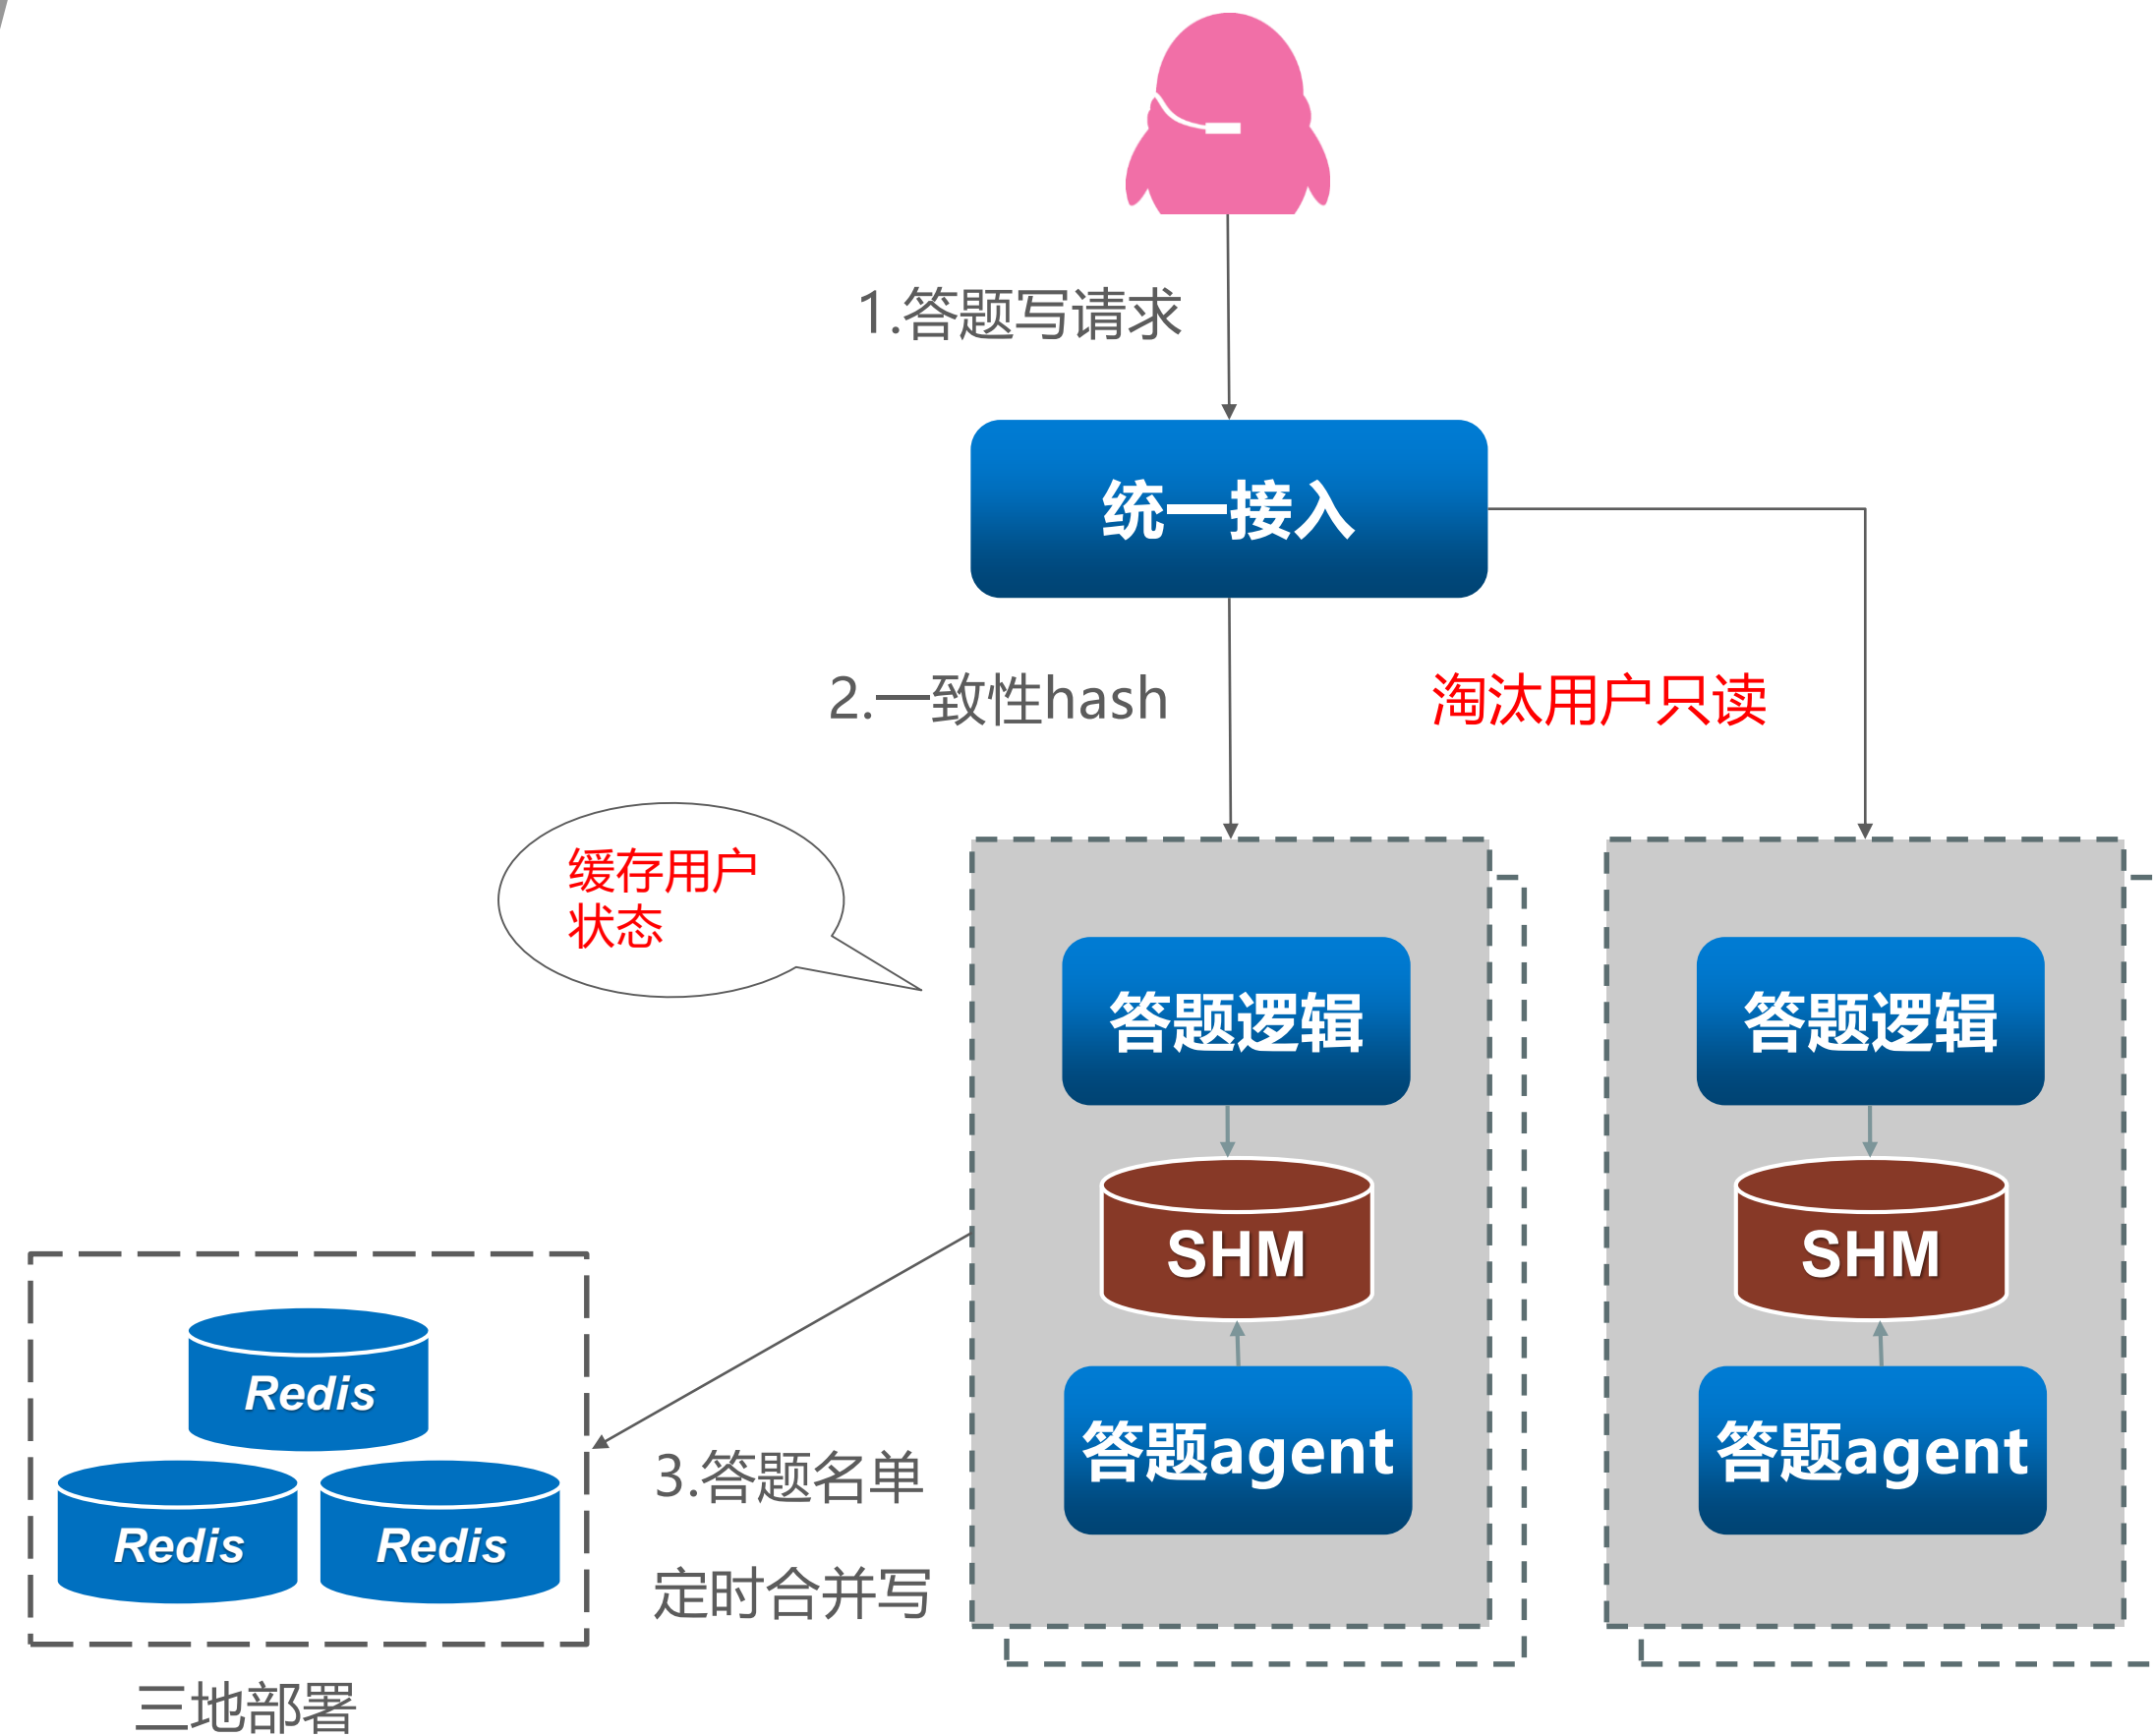 1.答题写请求
统一接入
2.一致性hash
淘汰用户只读
缓存用户
状态
答题逻辑
答题逻辑
SHM
SHM
答题agent
答题agent
Redis
Redis
Redis
3.答题名单
定时合并写
三地部署